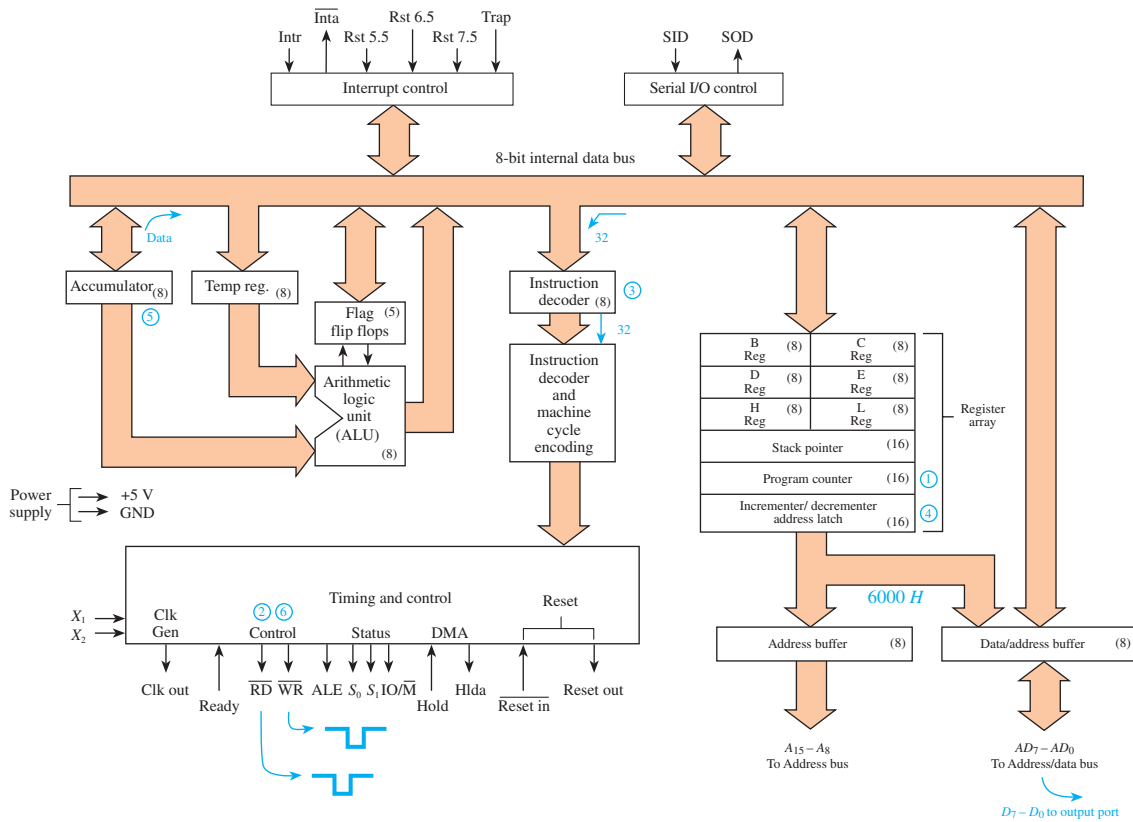 Intr
Inta
Rst 5.5
Rst 6.5
Rst 7.5
Trap
Interrupt control
SID
SOD
Serial I/O control
8-bit internal data bus
Data
32
Accumulator (8)
5
Temp reg. (8)
Flag (5)
flip flops
Arithmetic
logic
unit
(ALU)
(8)
Instruction
decoder (8)
3
32
Instruction
decoder
and
machine
cycle
encoding
B
Reg
(8)
C
Reg
(8)
D
Reg
(8)
E
Reg
(8)
H
Reg
(8)
L
Reg
(8)
Stack pointer (16)
Program counter (16)
1
Incrementer/ decrementer
address latch (16)
4
Register
array
Power
supply
+5 V
GND
6000 H
Address buffer (8)
Data/address buffer (8)
X1
X2
Clk
Gen
2
6
Control
Timing and control
Status
DMA
Reset
Clk out
Ready
RD
WR
ALE
S0
S1
IO/M
Hold
Hlda
Reset in
Reset out
A15 – A8
To Address bus
AD7 – AD0
To Address/data bus
D7 – D0 to output port